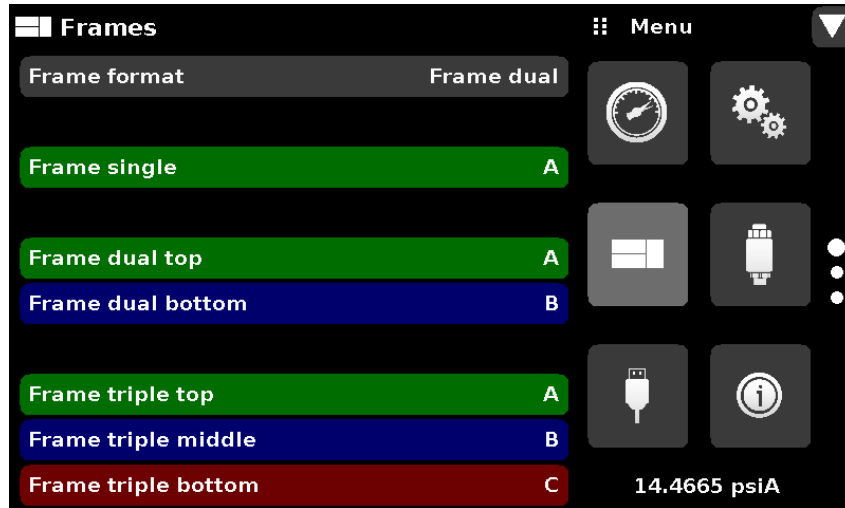 Frames
Menu
Frame format Frame dual
Frame single A
Frame dual top A
Frame dual bottom B
Frame triple top A
Frame triple middle B
Frame triple bottom C
14.4665 psiA